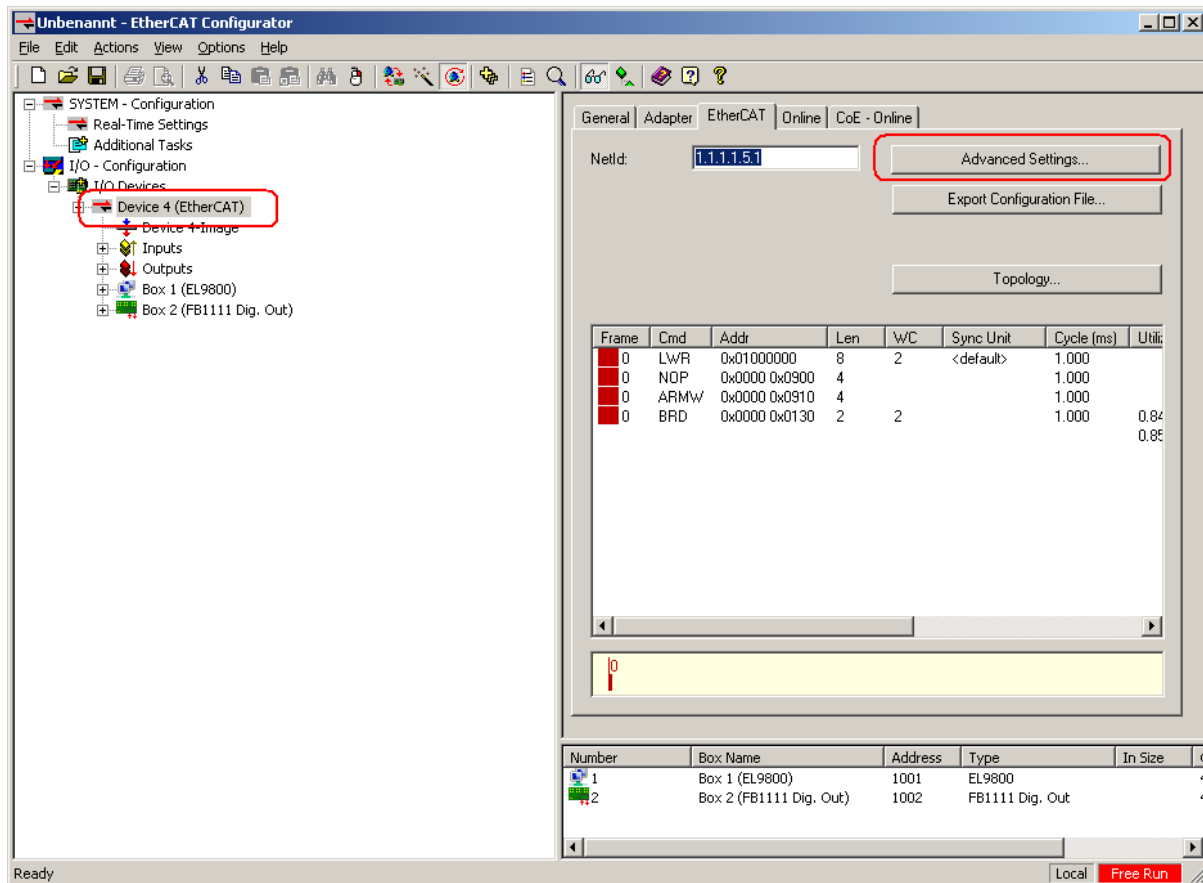 Unbenannt - EtherCAT Configurator
File Edit Actions View Options Help
SYSTEM - Configuration
Real-Time Settings
Additional Tasks
I/O - Configuration
I/O Devices
Device 4 (EtherCAT)
Device 4-Image
Inputs
Outputs
Box 1 (EL9800)
Box 2 (FB1111 Dig. Out)
General Adapter EtherCAT Online CoE - Online
NetId: 1.1.1.1.5.1 Advanced Settings...
Export Configuration File...
Topology...
Frame Cmd Addr Len WC Sync Unit Cycle (ms)
0 LWR 0x01000000 8 2 <default> 1.000
0 NOP 0x0000 0x0900 4 1.000
0 ARMW 0x0000 0x0910 4 1.000
0 BRD 0x0000 0x0130 2 2 1.000 0.84
0.85
0
Number Box Name Address Type In Size
1 Box 1 (EL9800) 1001 EL9800
2 Box 2 (FB1111 Dig. Out) 1002 FB1111 Dig. Out
Ready Local Free Run